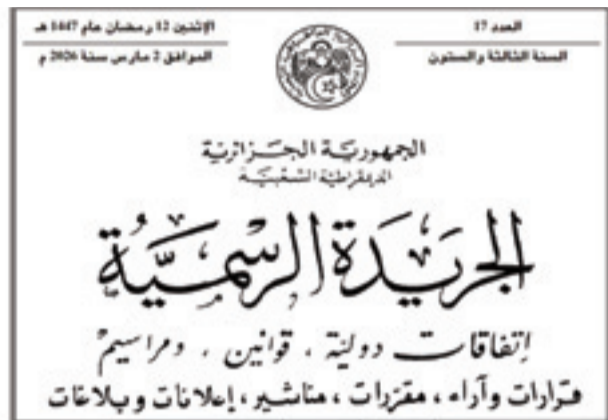 العدد 17
السنة الثالثة والستون
الإثنين 12 رمضان عام 1447 هـ
الموافق 2 مارس سنة 2026 م
الجمهورية الجزائرية
الديمقراطية الشعبية
الجريدة الرسمية
إتفاقات دولية ، قوانين ، ومراسيم
قرارات وآراء ، مقررات ، مناشير ، إعلانات وبلاغات